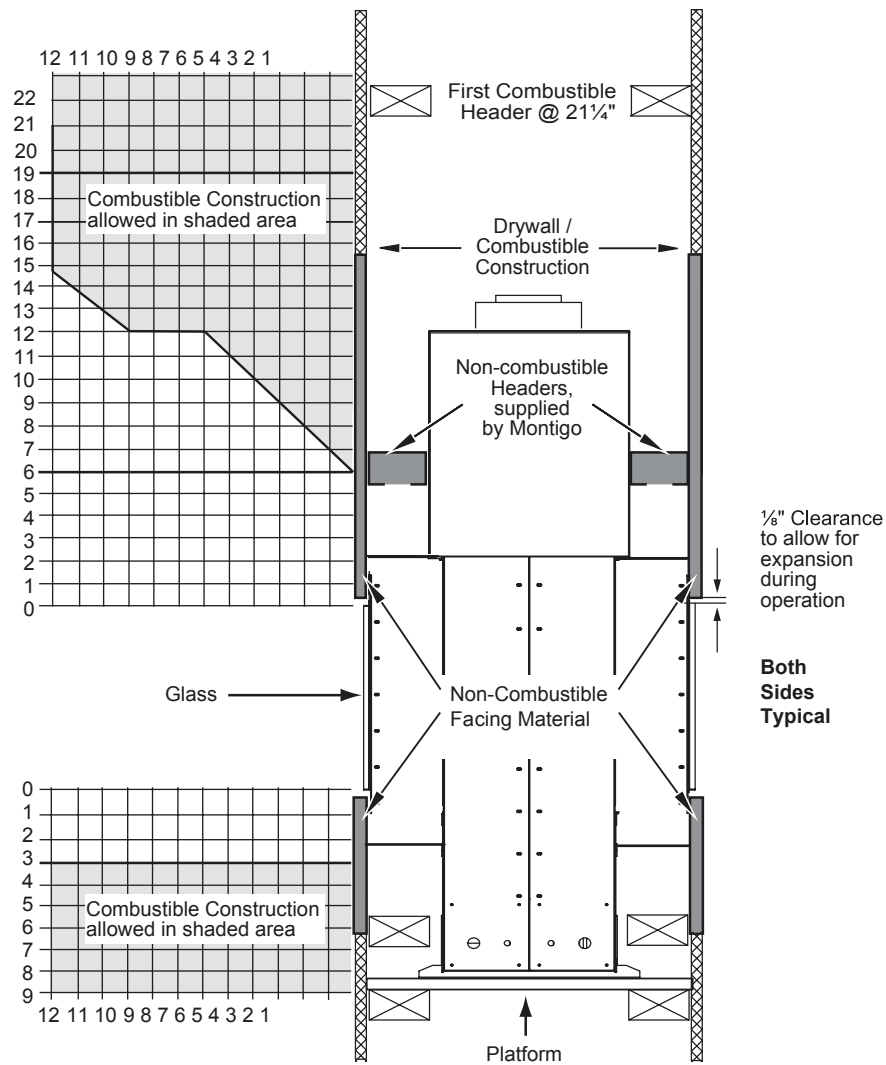 12 11 10 9 8 7 6 5 4 3 2 1
22
21
20
19
18
17
16
15
14
13
12
11
10
9
8
7
6
5
4
3
2
1
0
Combustible Construction
allowed in shaded area
First Combustible
Header @ 21¼"
Drywall /
Combustible
Construction
Non-combustible
Headers,
supplied
by Montigo
⅛" Clearance
to allow for
expansion
during
operation
Both
Sides
Typical
Glass
Non-Combustible
Facing Material
0
1
2
3
4
5
6
7
8
9
Combustible Construction
allowed in shaded area
12 11 10 9 8 7 6 5 4 3 2 1
Platform